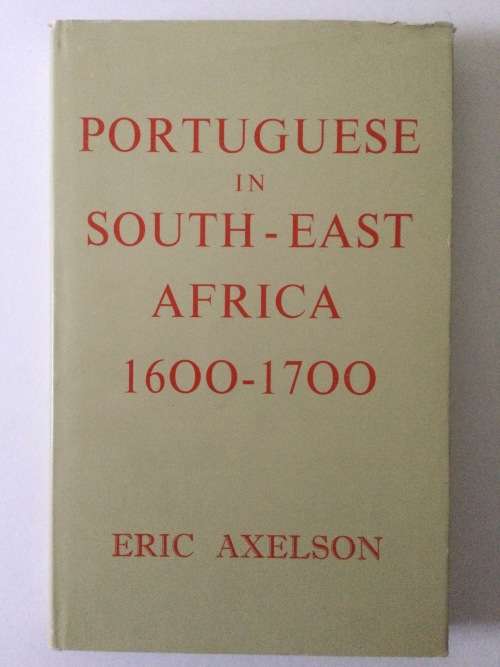 PORTUGUESE
IN
SOUTH-EAST
AFRICA
1600-1700
ERIC AXELSON